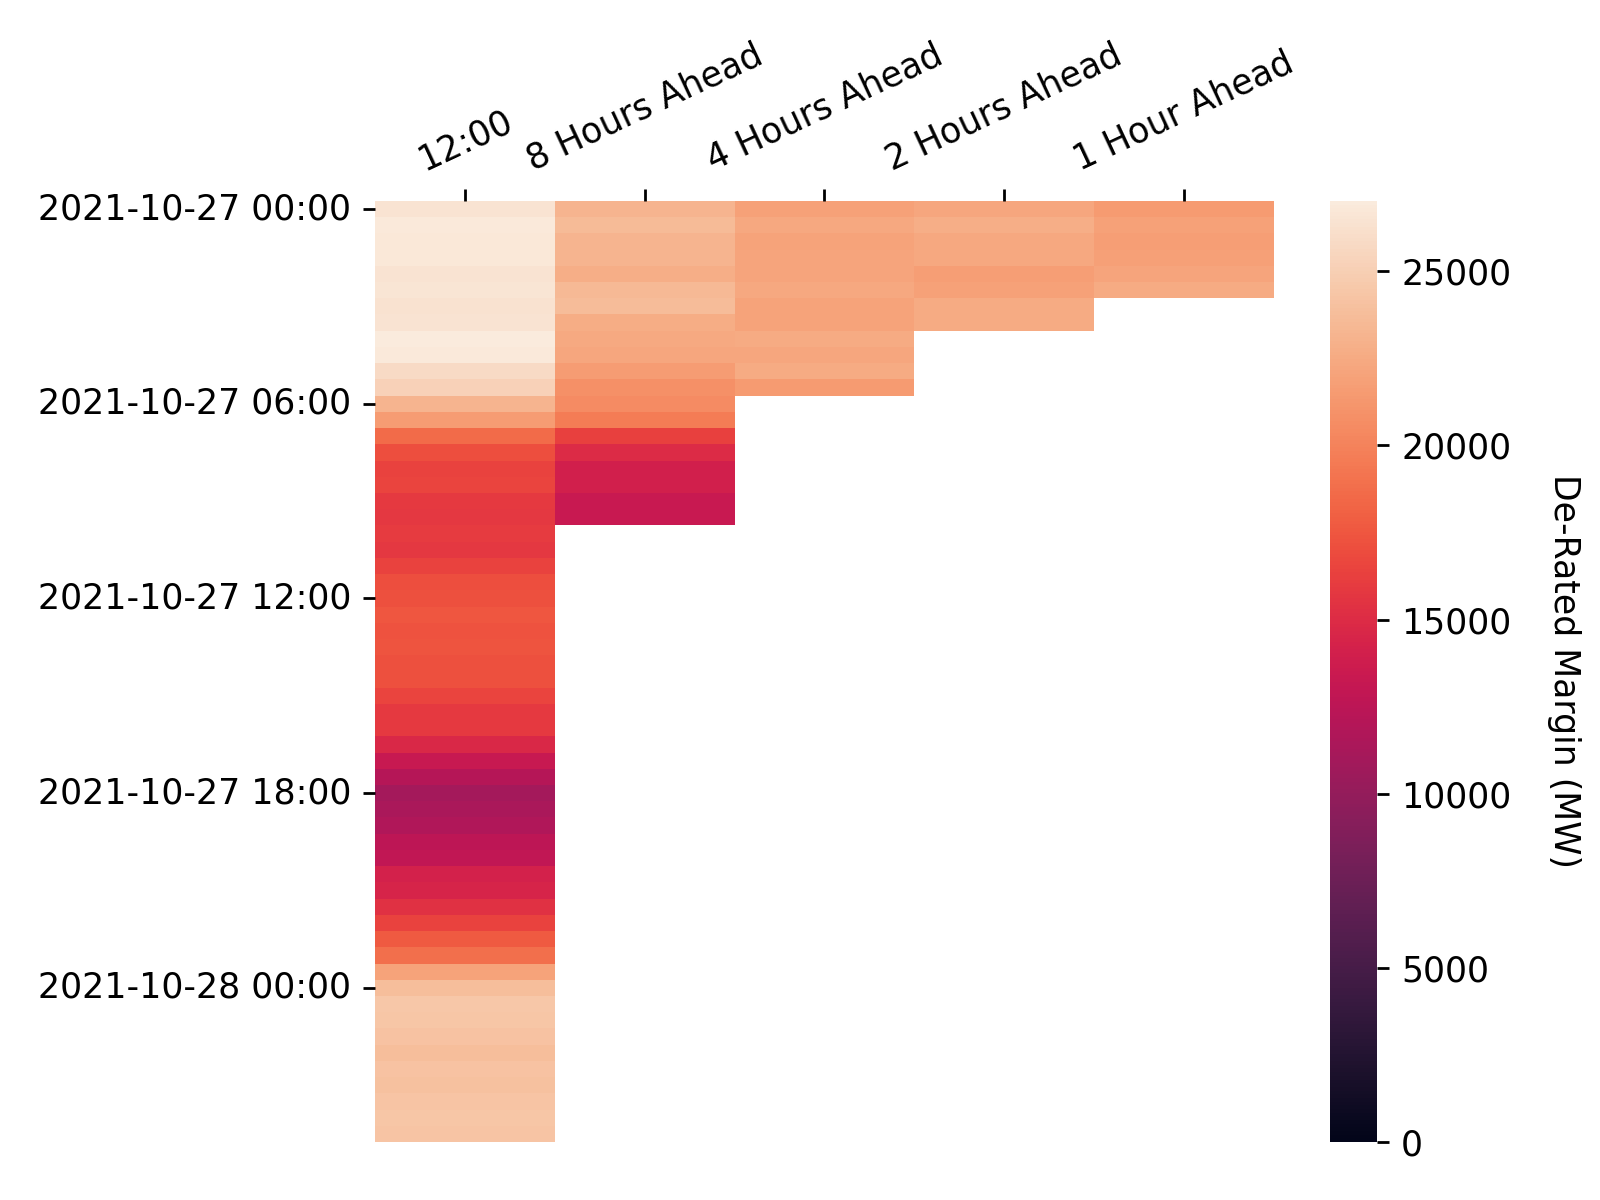 12:00
8 Hours Ahead
4 Hours Ahead
2 Hours Ahead
1 Hour Ahead
2021-10-27 00:00
2021-10-27 06:00
2021-10-27 12:00
2021-10-27 18:00
2021-10-28 00:00
25000
20000
15000
10000
5000
0
De-Rated Margin (MW)